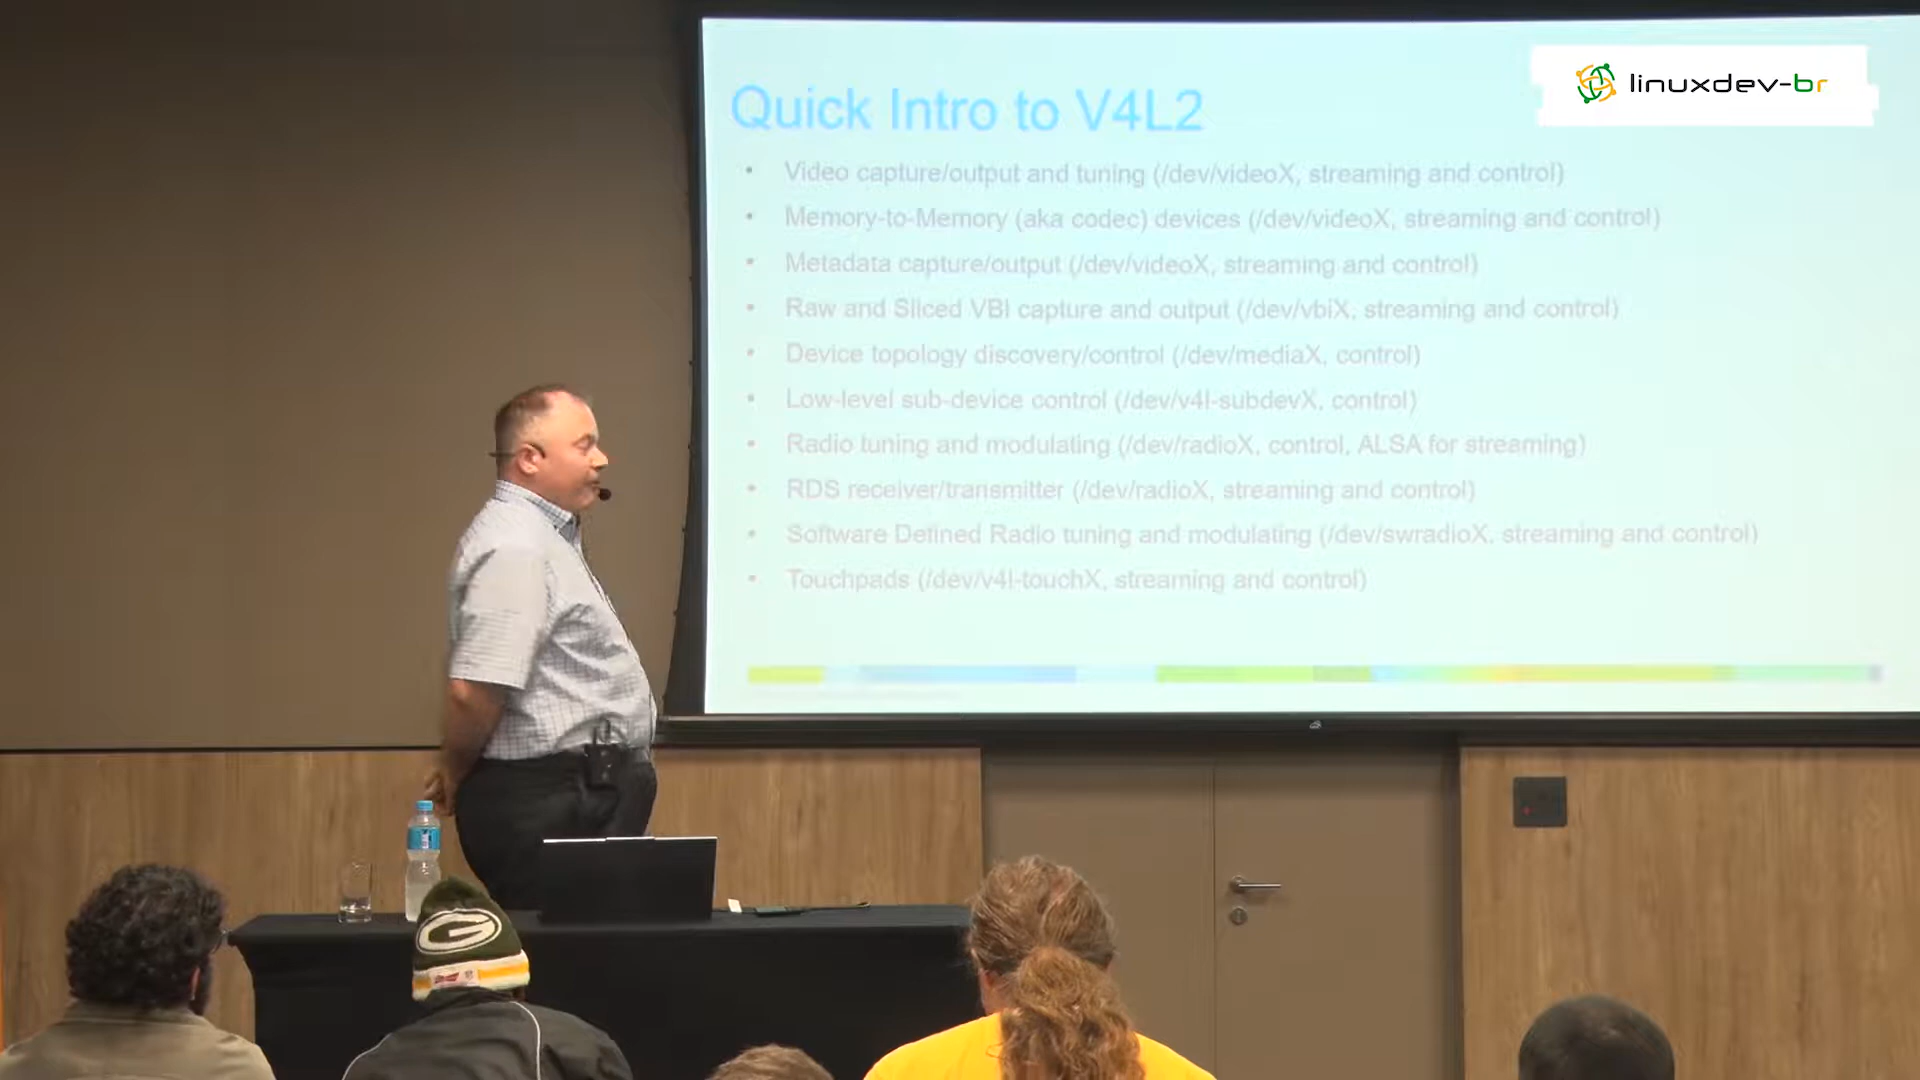 linuxdev-br
Quick Intro to V4L2
• Video capture/output and tuning (/dev/videoX, streaming and control)
• Memory-to-Memory (aka codec) devices (/dev/videoX, streaming and control)
• Metadata capture/output (/dev/videoX, streaming and control)
• Raw and Sliced VBI capture and output (/dev/vbiX, streaming and control)
• Device topology discovery/control (/dev/mediaX, control)
• Low-level sub-device control (/dev/v4l-subdevX, control)
• Radio tuning and modulating (/dev/radioX, control, ALSA for streaming)
• RDS receiver/transmitter (/dev/radioX, streaming and control)
• Software Defined Radio tuning and modulating (/dev/swradioX, streaming and control)
• Touchpads (/dev/v4l-touchX, streaming and control)
G